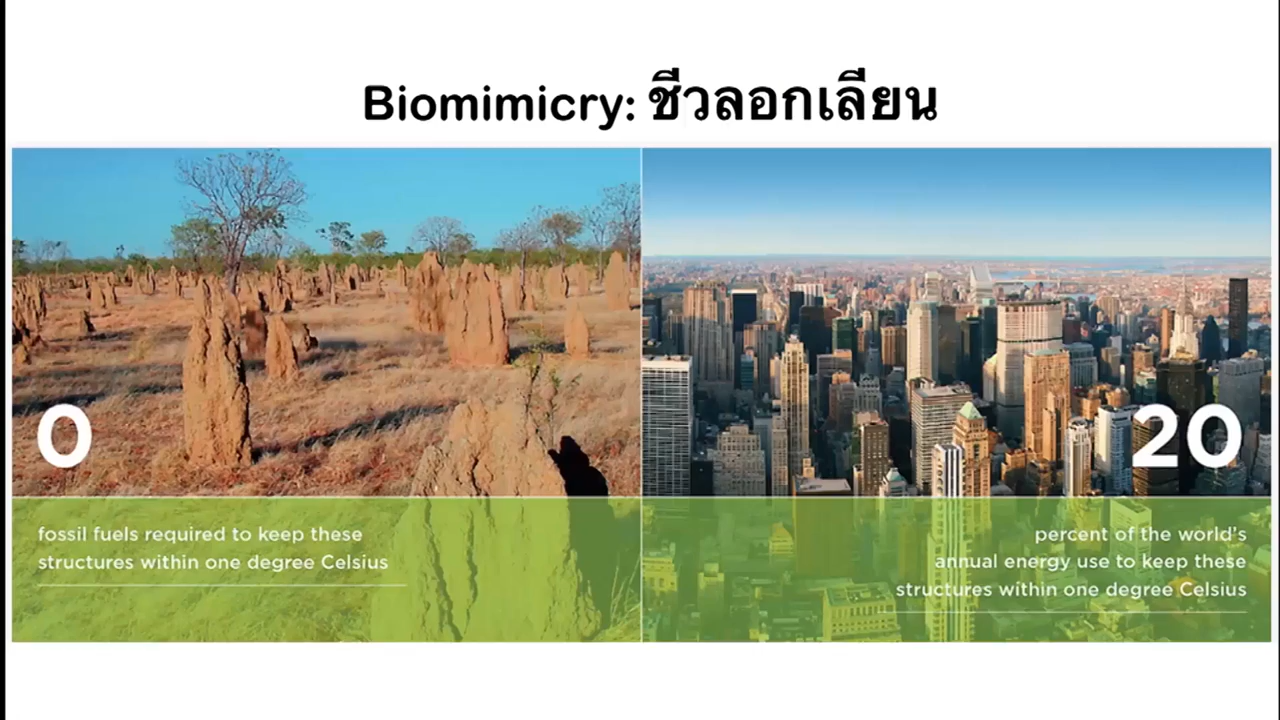 Biomimicry: ชีวลอกเลียน
0
fossil fuels required to keep these
structures within one degree Celsius
20
percent of the world's
annual energy use to keep these
structures within one degree Celsius